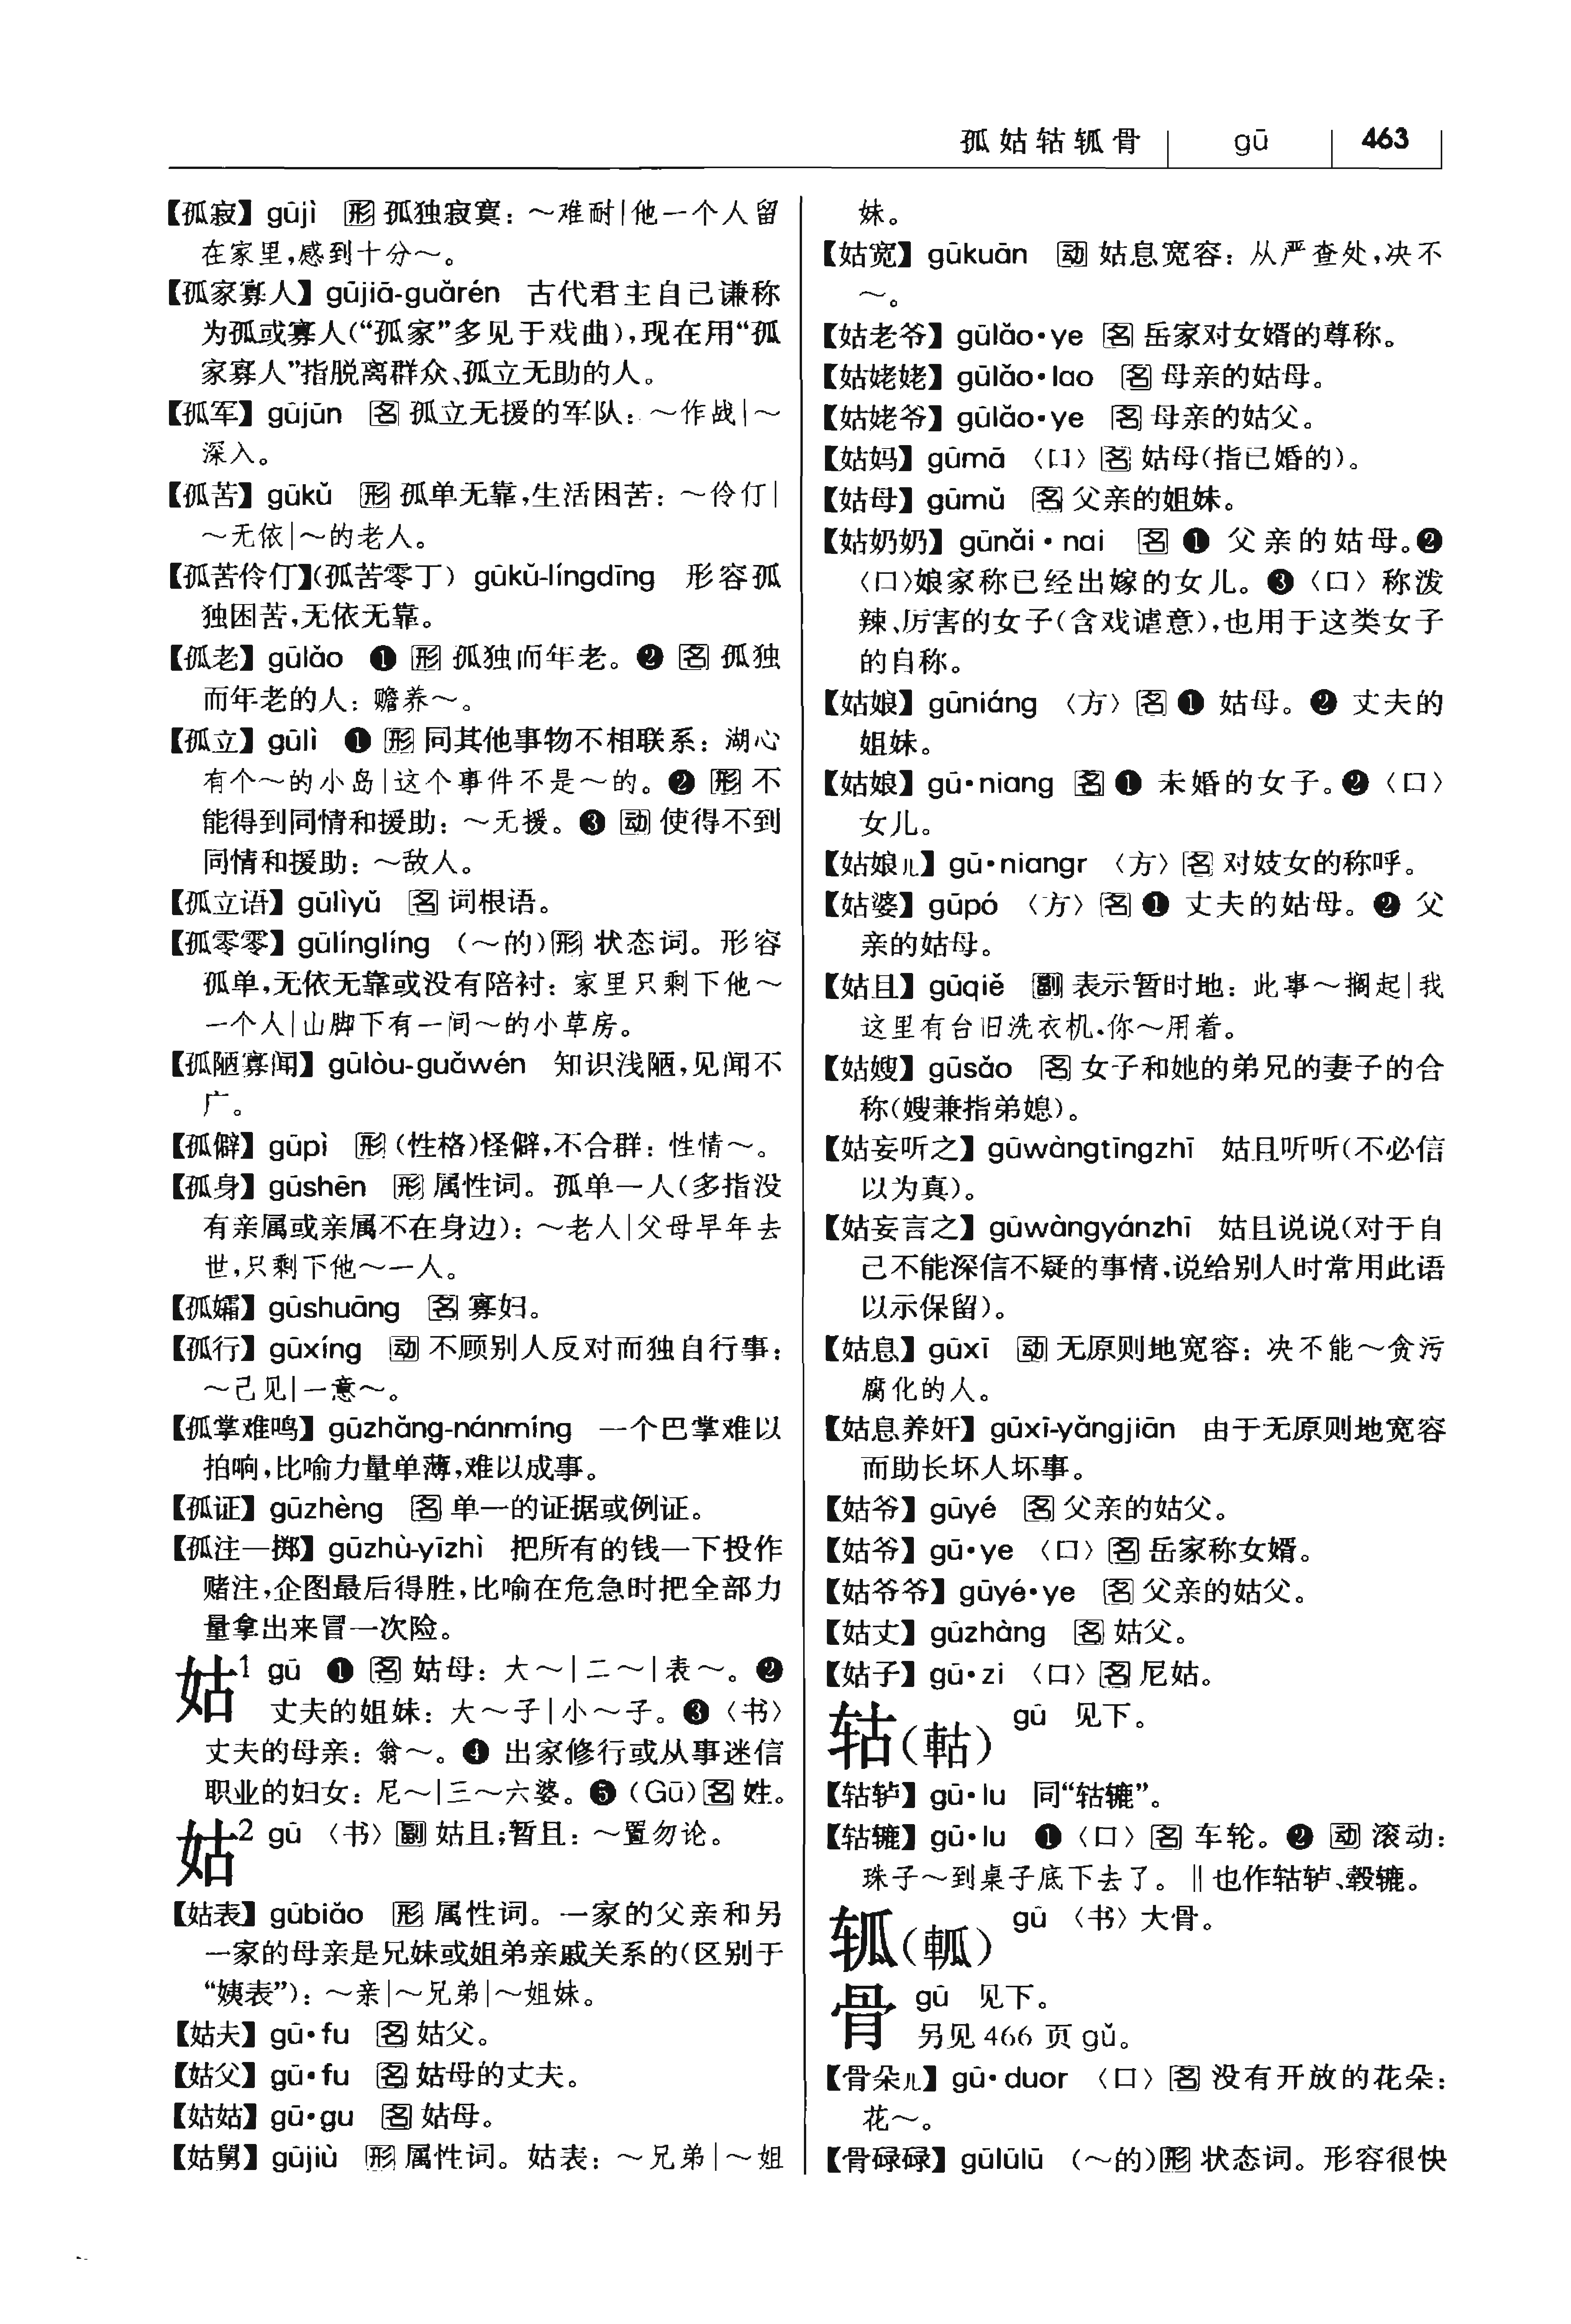 孤姑轱轱骨 gū 463
【孤寂】gūjì 形 孤独寂寞：～难耐|他一个人留
在家里,感到十分～。
【孤家寡人】gūjiā-guǎrén 古代君主自己谦称
为孤或寡人(“孤家”多见于戏曲),现在用“孤
家寡人”指脱离群众、孤立无助的人。
【孤军】gūjūn 名 孤立无援的军队：～作战|～
深入。
【孤苦】gūkǔ 形 孤单无靠,生活困苦：～伶仃|
～无依|～的老人。
【孤苦伶仃】(孤苦零丁) gūkǔ-língdīng 形容孤
独困苦,无依无靠。
【孤老】gūlǎo ❶ 形 孤独而年老。❷ 名 孤独
而年老的人：赡养～。
【孤立】gūlì ❶ 形 同其他事物不相联系：湖心
有个～的小岛|这个事件不是～的。❷ 形 不
能得到同情和援助：～无援。❸ 动 使得不到
同情和援助：～敌人。
【孤立语】gūlìyǔ 名 词根语。
【孤零零】gūlínglíng (～的)形 状态词。形容
孤单,无依无靠或没有陪衬：家里只剩下他～
一个人|山脚下有一间～的小草房。
【孤陋寡闻】gūlòu-guǎwén 知识浅陋,见闻不
广。
【孤僻】gūpì 形 (性格)怪僻,不合群：性情～。
【孤身】gūshēn 形 属性词。孤单一人(多指没
有亲属或亲属不在身边)：～老人|父母早年去
世,只剩下他～一人。
【孤孀】gūshuāng 名 寡妇。
【孤行】gūxíng 动 不顾别人反对而独自行事：
～己见|一意～。
【孤掌难鸣】gūzhǎng-nánmíng 一个巴掌难以
拍响,比喻力量单薄,难以成事。
【孤证】gūzhèng 名 单一的证据或例证。
【孤注一掷】gūzhù-yīzhì 把所有的钱一下投作
赌注,企图最后得胜,比喻在危急时把全部力
量拿出来冒一次险。
姑1 gū ❶ 名 姑母：大～|二～|表～。❷
丈夫的姐妹：大～子|小～子。❸〈书〉
丈夫的母亲：翁～。❹ 出家修行或从事迷信
职业的妇女：尼～|三～六婆。❺ (Gū)名 姓。
姑2 gū 〈书〉副 姑且;暂且：～置勿论。
【姑表】gūbiǎo 形 属性词。一家的父亲和另
一家的母亲是兄妹或姐弟亲戚关系的(区别于
“姨表”)：～亲|～兄弟|～姐妹。
【姑夫】gū•fu 名 姑父。
【姑父】gū•fu 名 姑母的丈夫。
【姑姑】gū•gu 名 姑母。
【姑舅】gūjiù 形 属性词。姑表：～兄弟|～姐
妹。
【姑宽】gūkuān 动 姑息宽容：从严查处,决不
～。
【姑老爷】gūlǎo•ye 名 岳家对女婿的尊称。
【姑姥姥】gūlǎo•lao 名 母亲的姑母。
【姑姥爷】gūlǎo•ye 名 母亲的姑父。
【姑妈】gūmā 〈口〉名 姑母(指已婚的)。
【姑母】gūmǔ 名 父亲的姐妹。
【姑奶奶】gūnǎi•nai 名 ❶ 父亲的姑母。❷
〈口〉娘家称已经出嫁的女儿。❸〈口〉称泼
辣、厉害的女子(含戏谑意),也用于这类女子
的自称。
【姑娘】gūniáng 〈方〉名 ❶ 姑母。❷ 丈夫的
姐妹。
【姑娘】gū•niang 名 ❶ 未婚的女子。❷〈口〉
女儿。
【姑娘儿】gū•niangr 〈方〉名 对妓女的称呼。
【姑婆】gūpó 〈方〉名 ❶ 丈夫的姑母。❷ 父
亲的姑母。
【姑且】gūqiě 副 表示暂时地：此事～搁起|我
这里有台旧洗衣机,你～用着。
【姑嫂】gūsǎo 名 女子和她的弟兄的妻子的合
称(嫂兼指弟媳)。
【姑妄听之】gūwàngtīngzhī 姑且听听(不必信
以为真)。
【姑妄言之】gūwàngyánzhī 姑且说说(对于自
己不能深信不疑的事情,说给别人时常用此语
以示保留)。
【姑息】gūxī 动 无原则地宽容：决不能～贪污
腐化的人。
【姑息养奸】gūxī-yǎngjiān 由于无原则地宽容
而助长坏人坏事。
【姑爷】gūyé 名 父亲的姑父。
【姑爷】gū•ye 〈口〉名 岳家称女婿。
【姑爷爷】gūyé•ye 名 父亲的姑父。
【姑丈】gūzhàng 名 姑父。
【姑子】gū•zi 〈口〉名 尼姑。
轱(軲) gū 见下。
【轱轳】gū•lu 同“轱辘”。
【轱辘】gū•lu ❶〈口〉名 车轮。❷ 动 滚动：
珠子～到桌子底下去了。‖也作轱轳、毂辘。
轱(軱) gū 〈书〉大骨。
骨 gū 见下。
另见 466 页 gǔ。
【骨朵儿】gū•duor 〈口〉名 没有开放的花朵：
花～。
【骨碌碌】gūlūlū (～的)形 状态词。形容很快